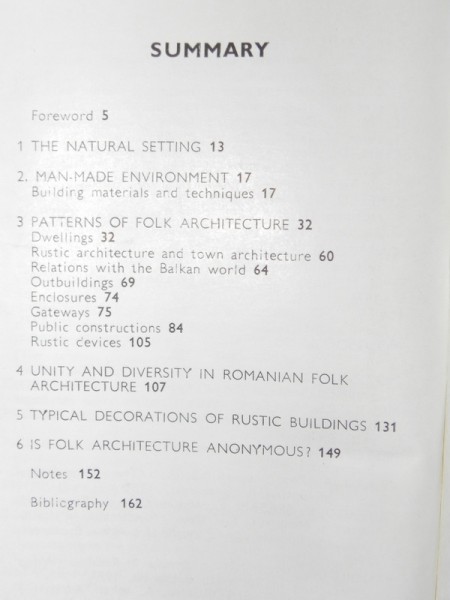 SUMMARY
Foreword 5
1 THE NATURAL SETTING 13
2. MAN-MADE ENVIRONMENT 17
Building materials and techniques 17
3 PATTERNS OF FOLK ARCHITECTURE 32
Dwellings 32
Rustic architecture and town architecture 60
Relations with the Balkan world 64
Outbuildings 69
Enclosures 74
Gateways 75
Public constructions 84
Rustic devices 105
4 UNITY AND DIVERSITY IN ROMANIAN FOLK
ARCHITECTURE 107
5 TYPICAL DECORATIONS OF RUSTIC BUILDINGS 131
6 IS FOLK ARCHITECTURE ANONYMOUS? 149
Notes 152
Bibliography 162